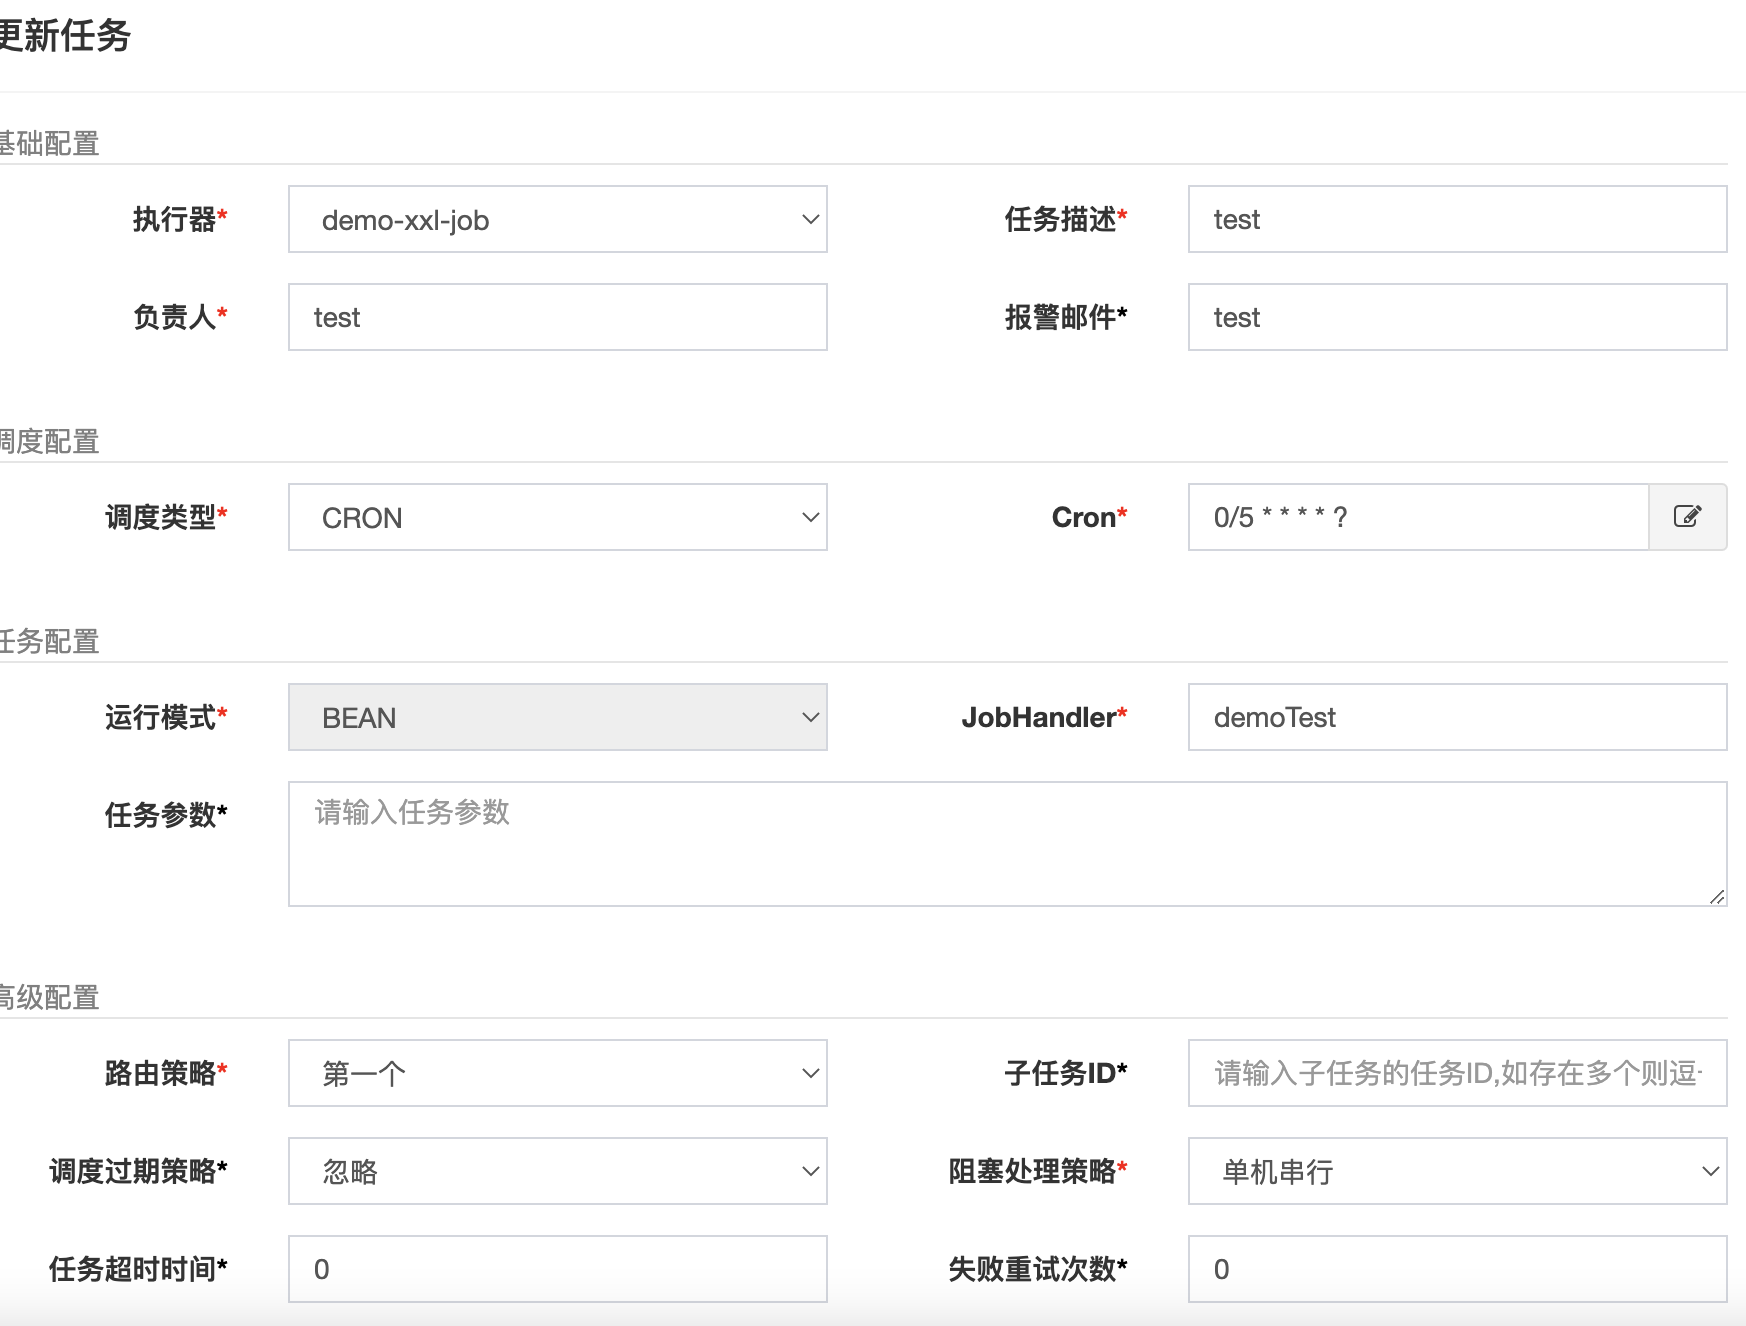 更新任务
基础配置
执行器* demo-xxl-job 任务描述* test
负责人* test 报警邮件* test
调度配置
调度类型* CRON Cron* 0/5 * * * * ?
任务配置
运行模式* BEAN JobHandler* demoTest
任务参数* 请输入任务参数
高级配置
路由策略* 第一个 子任务ID* 请输入子任务的任务ID,如存在多个则逗
调度过期策略* 忽略 阻塞处理策略* 单机串行
任务超时时间* 0 失败重试次数* 0